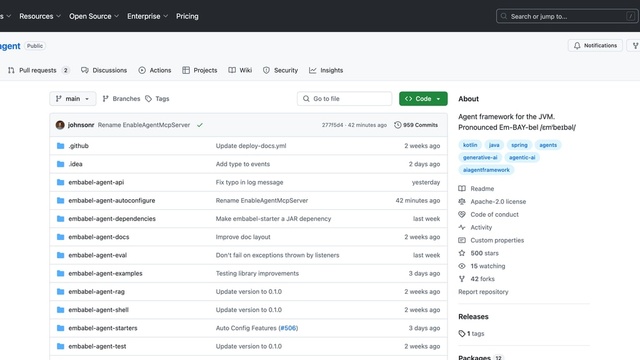 s Resources Open Source Enterprise Pricing Search or jump to... /
agent Public Notifications
Pull requests 2 Discussions Actions Projects Wiki Security Insights
main Branches Tags Go to file Code
johnsonr Rename EnableAgentMcpServer 277f5d4 · 42 minutes ago 959 Commits
.github Update deploy-docs.yml 2 weeks ago
.idea Add type to events 2 days ago
embabel-agent-api Fix typo in log message yesterday
embabel-agent-autoconfigure Rename EnableAgentMcpServer 42 minutes ago
embabel-agent-dependencies Make embabel-starter a JAR depenency last week
embabel-agent-docs Improve doc layout 2 weeks ago
embabel-agent-eval Don't fail on exceptions thrown by listeners last week
embabel-agent-examples Testing library improvements 3 days ago
embabel-agent-rag Update version to 0.1.0 2 weeks ago
embabel-agent-shell Update version to 0.1.0 2 weeks ago
embabel-agent-starters Auto Config Features (#506) 3 days ago
embabel-agent-test Update version to 0.1.0 2 weeks ago
About
Agent framework for the JVM.
Pronounced Em-BAY-bel /ɛmˈbeɪbəl/
kotlin java spring agents
generative-ai agentic-ai
aiagentframework
Readme
Apache-2.0 license
Code of conduct
Activity
Custom properties
500 stars
15 watching
42 forks
Report repository
Releases
1 tags
Packages 12